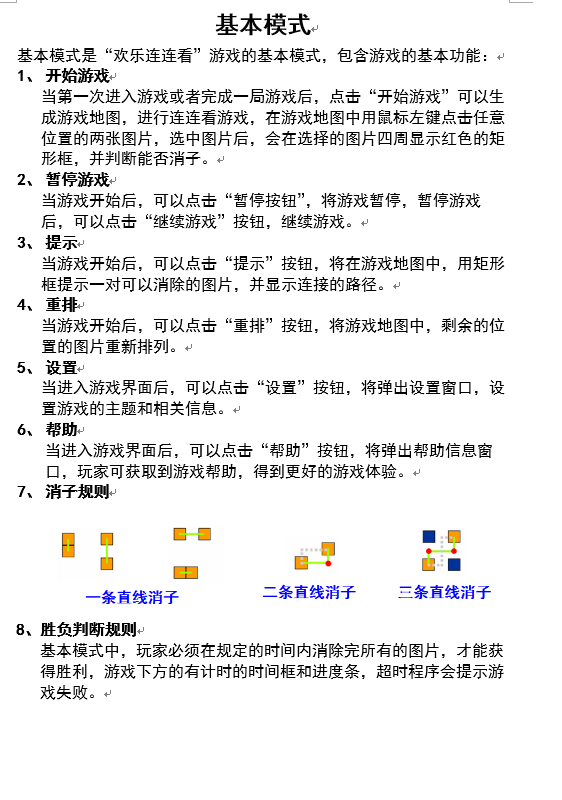 基本模式
基本模式是“欢乐连连看”游戏的基本模式，包含游戏的基本功能：
1、 开始游戏
当第一次进入游戏或者完成一局游戏后，点击“开始游戏”可以生
成游戏地图，进行连连看游戏，在游戏地图中用鼠标左键点击任意
位置的两张图片，选中图片后，会在选择的图片四周显示红色的矩
形框，并判断能否消子。
2、 暂停游戏
当游戏开始后，可以点击“暂停按钮”，将游戏暂停，暂停游戏
后，可以点击“继续游戏”按钮，继续游戏。
3、 提示
当游戏开始后，可以点击“提示”按钮，将在游戏地图中，用矩形
框提示一对可以消除的图片，并显示连接的路径。
4、 重排
当游戏开始后，可以点击“重排”按钮，将游戏地图中，剩余的位
置的图片重新排列。
5、 设置
当进入游戏界面后，可以点击“设置”按钮，将弹出设置窗口，设
置游戏的主题和相关信息。
6、 帮助
当进入游戏界面后，可以点击“帮助”按钮，将弹出帮助信息窗
口，玩家可获取到游戏帮助，得到更好的游戏体验。
7、 消子规则
一条直线消子
二条直线消子
三条直线消子
8、胜负判断规则
基本模式中，玩家必须在规定的时间内消除完所有的图片，才能获
得胜利，游戏下方的有计时的时间框和进度条，超时程序会提示游
戏失败。